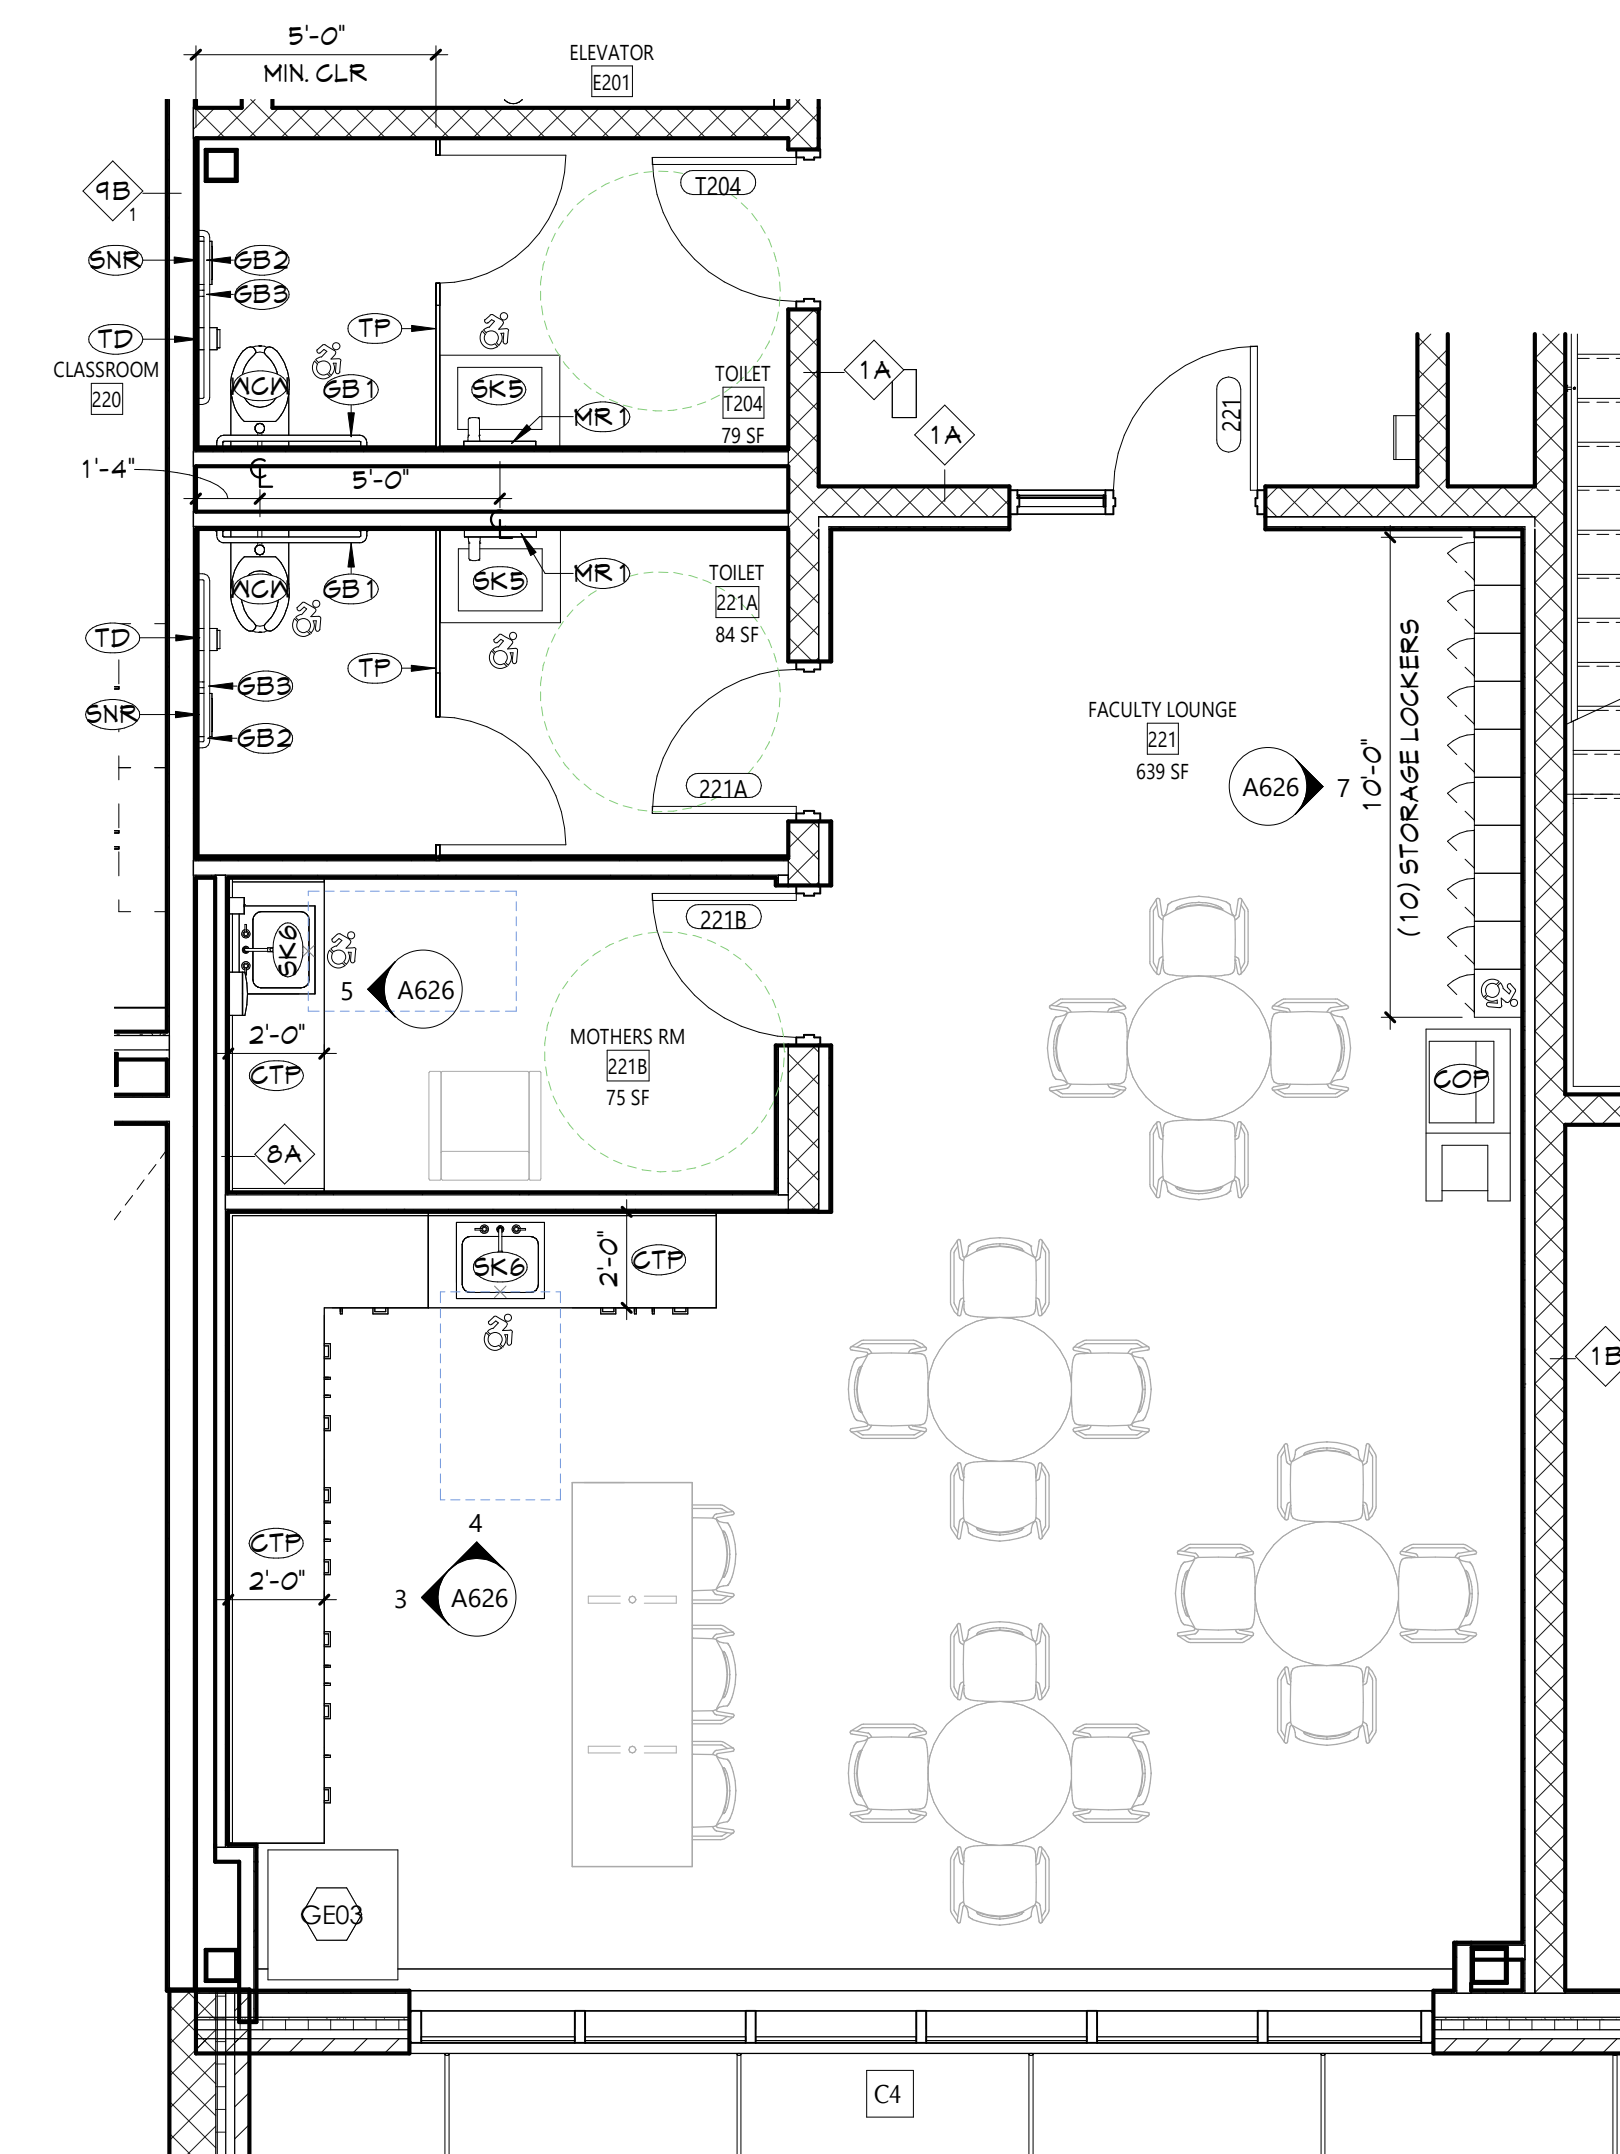 5'-0"
MIN. CLR
ELEVATOR
E201
9B
1
T204
SNR
GB2
GB3
TD
TP
CLASSROOM
220
WCW
GB1
SK5
MR1
TOILET
T204
79 SF
1A
1A
221
1'-4"
CL
5'-0"
CL
WCW
GB1
SK5
MR1
TOILET
221A
84 SF
TD
TP
GB3
SNR
GB2
221A
FACULTY LOUNGE
221
639 SF
A626
7
10'-0"
(10) STORAGE LOCKERS
221B
SK6
5
A626
2'-0"
CTP
MOTHERS RM
221B
75 SF
COP
8A
SK6
2'-0"
CTP
1B
CTP
2'-0"
4
3
A626
GE03
C4